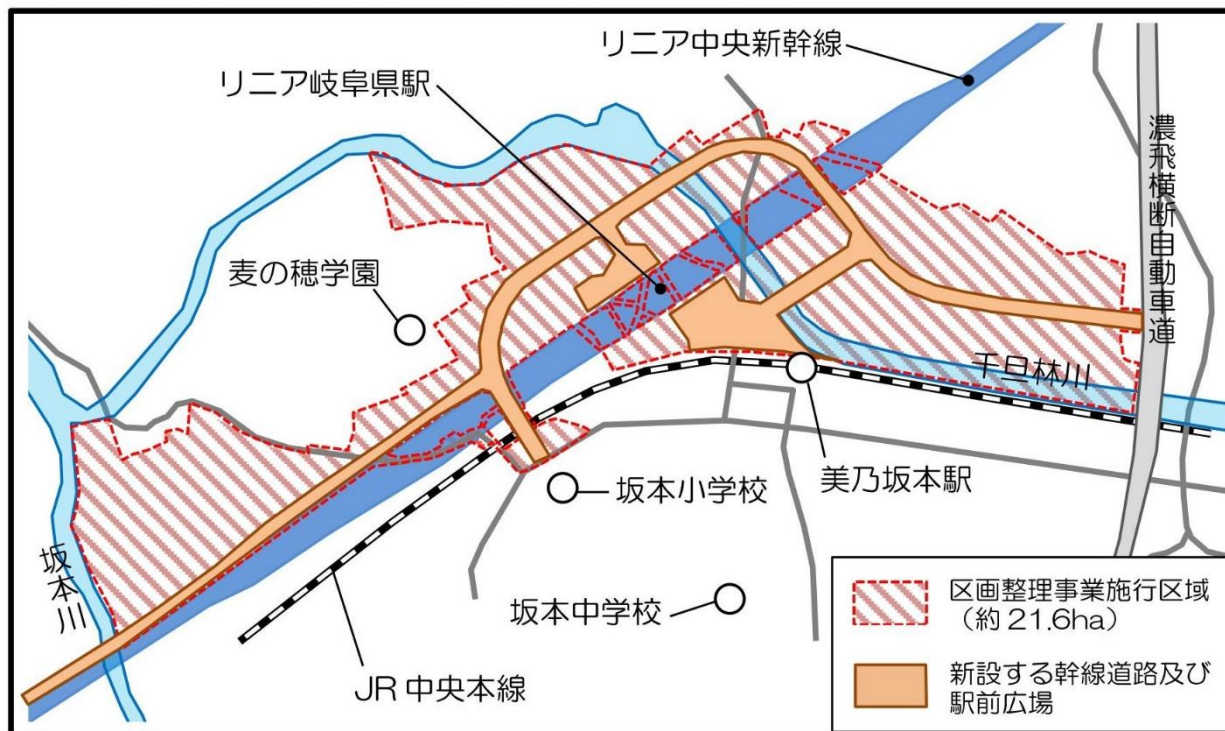 リニア中央新幹線
リニア岐阜県駅
濃飛横断自動車道
麦の穂学園
千旦林川
美乃坂本駅
坂本小学校
坂本川
坂本中学校
JR中央本線
区画整理事業施行区域
(約21.6ha)
新設する幹線道路及び
駅前広場